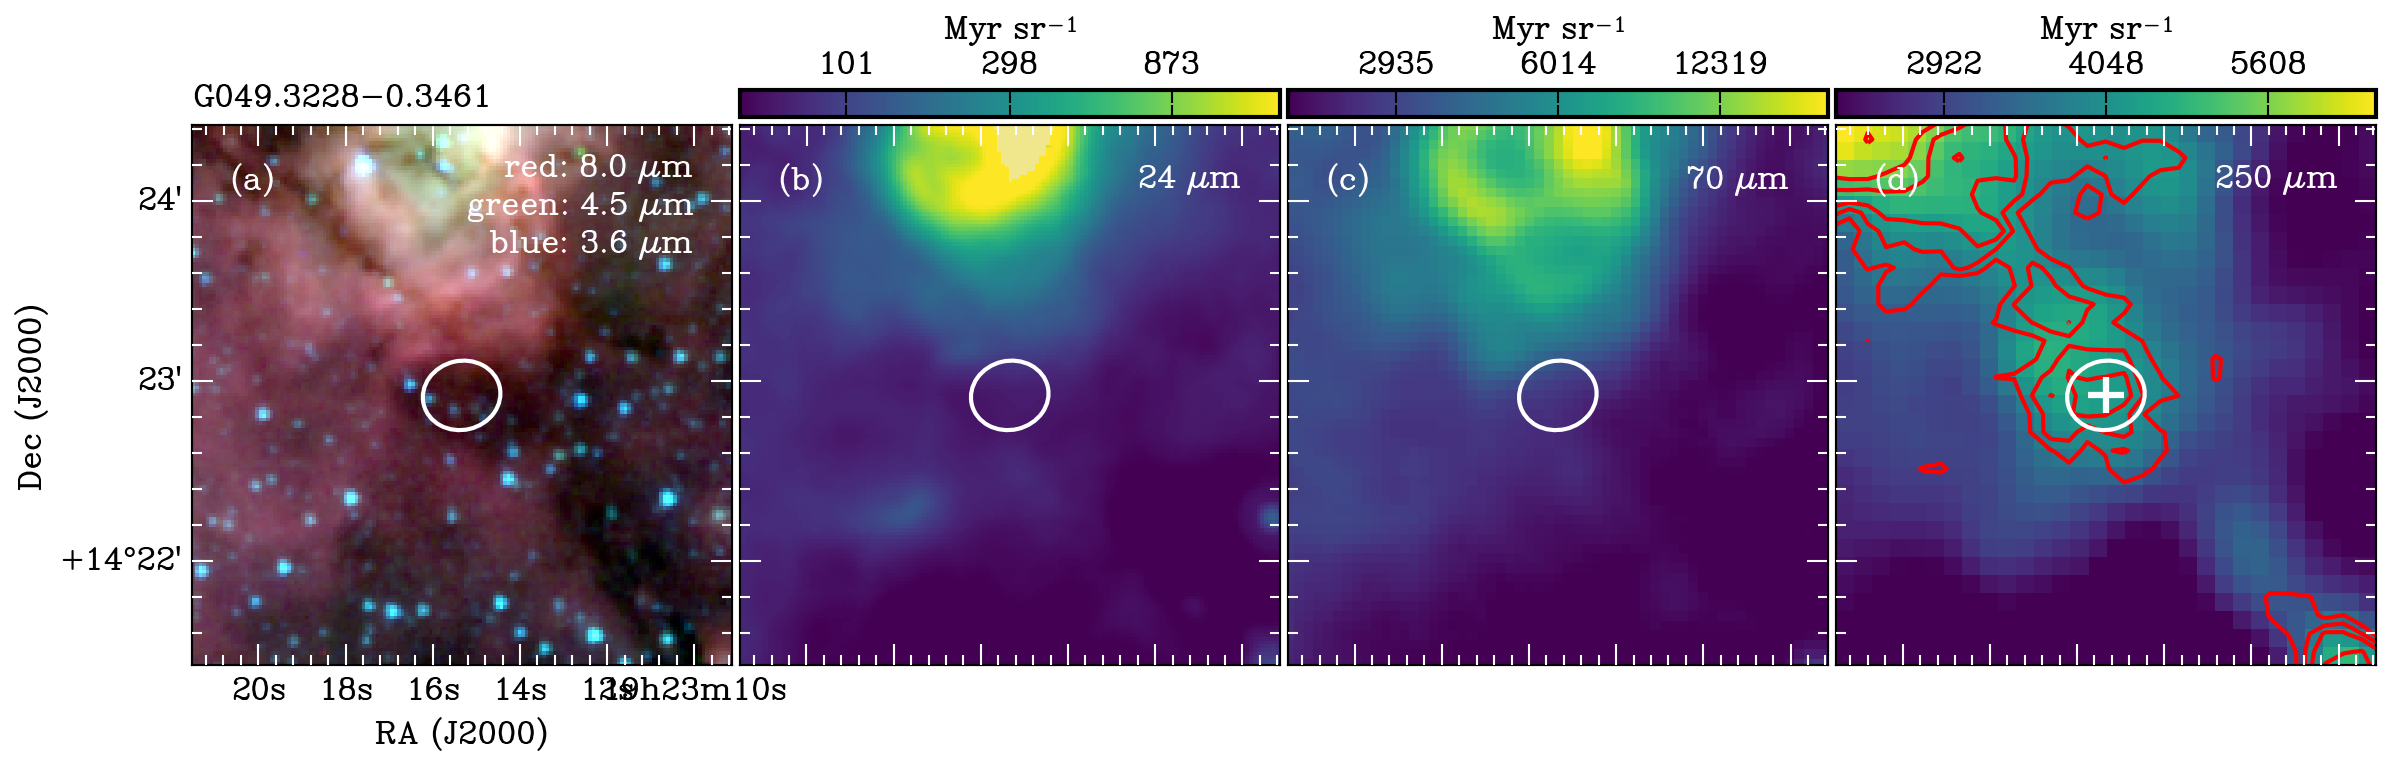 Myr sr⁻¹
101 298 873
Myr sr⁻¹
2935 6014 12319
Myr sr⁻¹
2922 4048 5608
G049.3228−0.3461
(a)
red: 8.0 μm
green: 4.5 μm
blue: 3.6 μm
(b)
24 μm
(c)
70 μm
(d)
250 μm
24'
23'
+14°22'
Dec (J2000)
20s 18s 16s 14s 12s 19h23m10s
RA (J2000)